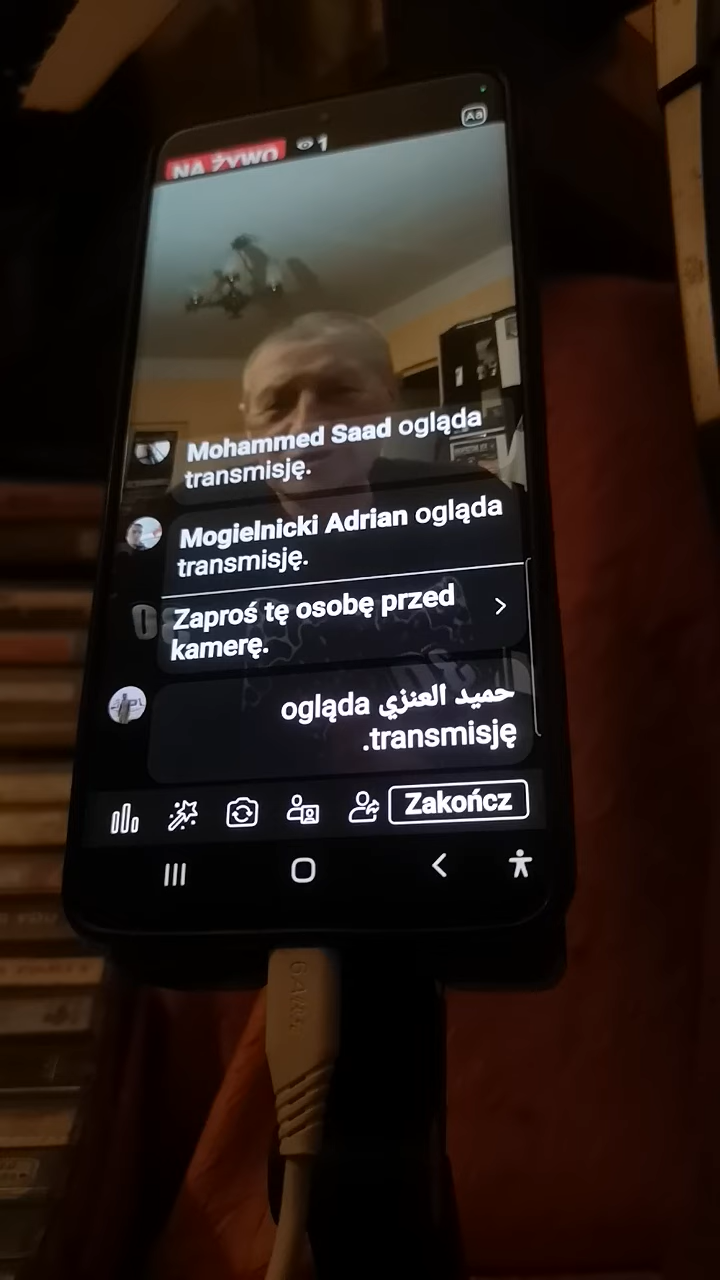 NA ŻYWO 1
Aa
Mohammed Saad ogląda
transmisję.
Mogielnicki Adrian ogląda
transmisję.
Zaproś tę osobę przed
kamerę.
حميد العنزي ogląda
transmisję.
Zakończ